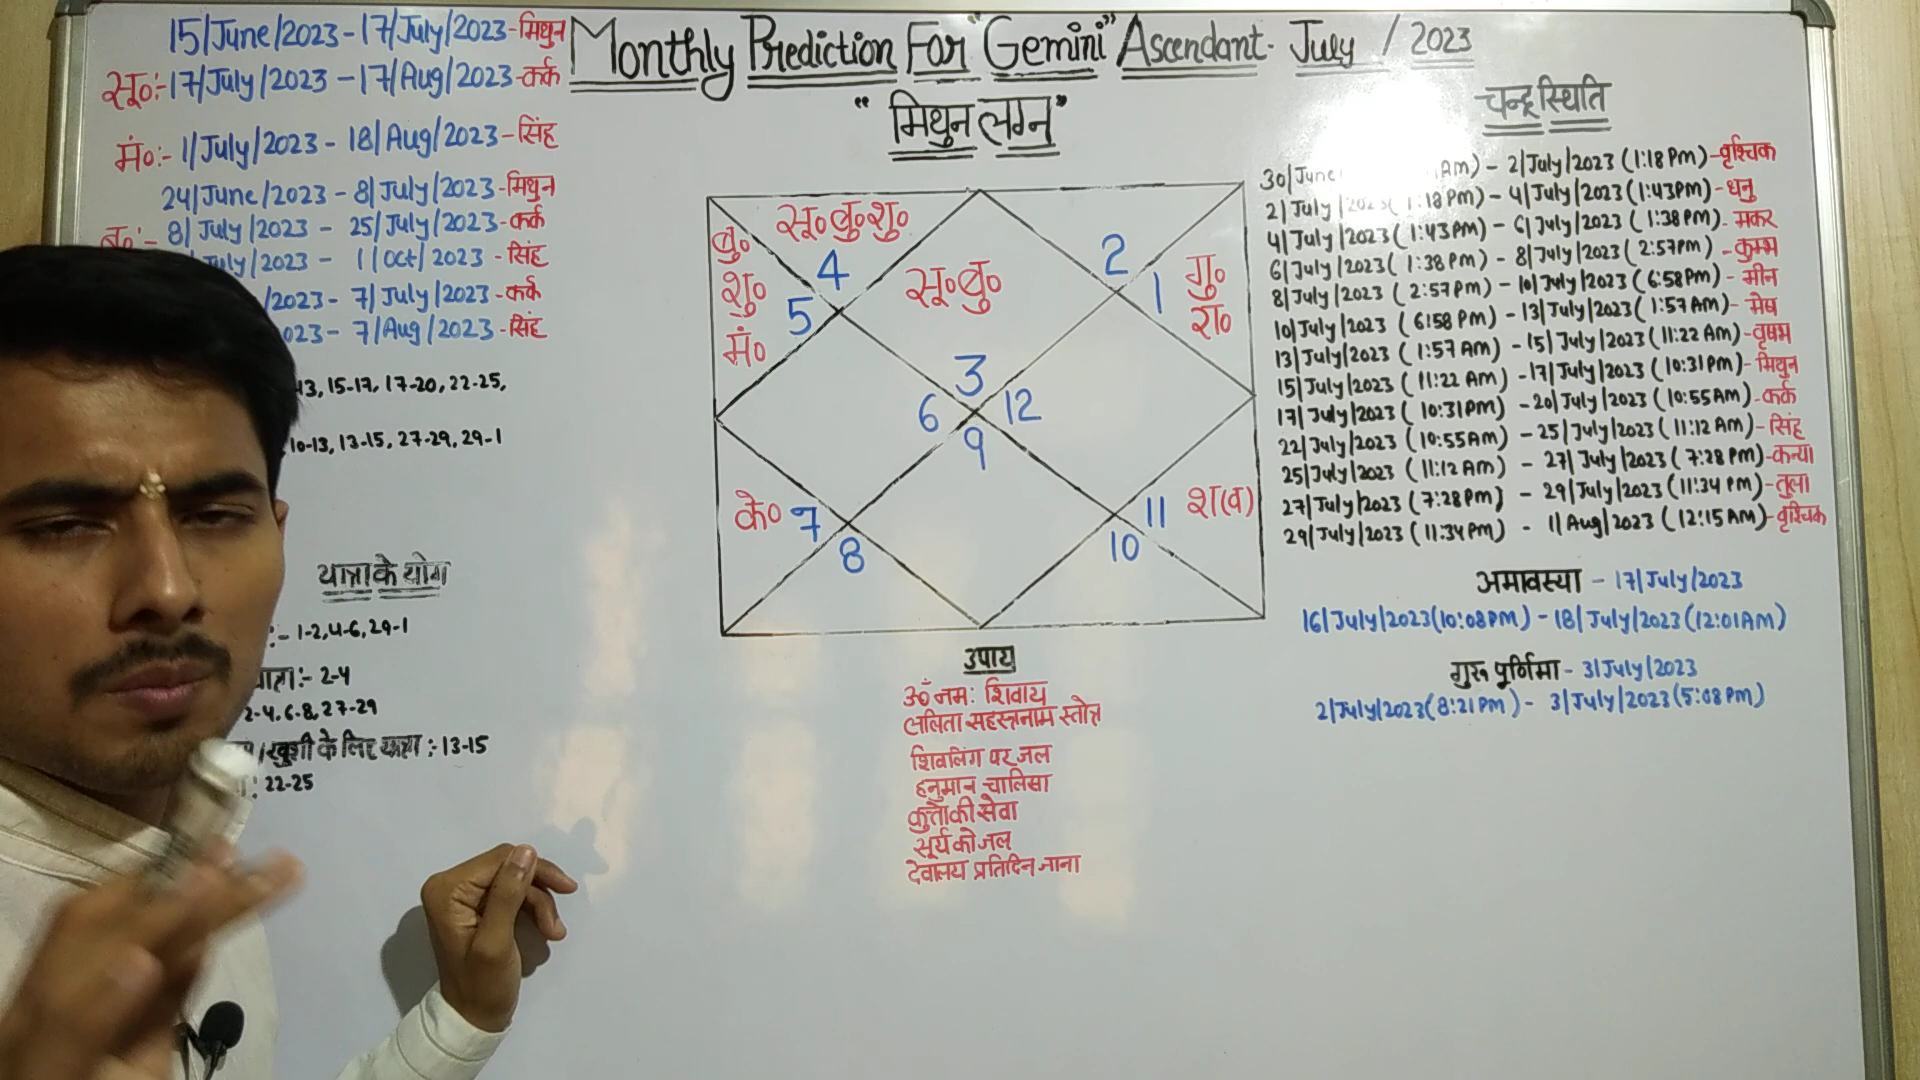 Monthly Prediction For "Gemini" Ascendant. July / 2023
"मिथुन लग्न"
15/June/2023 - 17/July/2023 - मिथुन
सू०:- 17/July/2023 - 17/Aug/2023 - कर्क
मं०:- 1/July/2023 - 18/Aug/2023 - सिंह
24/June/2023 - 8/July/2023 - मिथुन
बु०:- 8/July/2023 - 25/July/2023 - कर्क
July/2023 - 1/Oct/2023 - सिंह
/2023 - 7/July/2023 - कर्क
2023 - 7/Aug/2023 - सिंह
13, 15-17, 17-20, 22-25,
10-13, 13-15, 27-29, 29-1
यात्रा के योग
:- 1-2, 4-6, 29-1
:- 2-4
2-4, 6-8, 27-29
/खुशी के लिए यात्रा :- 13-15
: 22-25
सू० बु० शु०
बु०
शु०
मं०
4
5
सू० बु०
2
1
गु०
रा०
3
6
12
9
के० 7
8
11 श(व)
10
उपाय
ॐ नमः शिवाय
ललिता सहस्त्रनाम स्तोत्र
शिवलिंग पर जल
हनुमान चालिसा
कुत्तो की सेवा
सूर्य को जल
देवालय प्रतिदिन जाना
चन्द्र स्थिति
30/June AM) - 2/July/2023 (1:18 PM) - वृश्चिक
2/July/2023 (1:18 PM) - 4/July/2023 (1:43 PM) - धनु
4/July/2023 (1:43 PM) - 6/July/2023 (1:38 PM) - मकर
6/July/2023 (1:38 PM) - 8/July/2023 (2:57 PM) - कुम्भ
8/July/2023 (2:57 PM) - 10/July/2023 (6:58 PM) - मीन
10/July/2023 (6:58 PM) - 13/July/2023 (1:57 AM) - मेष
13/July/2023 (1:57 AM) - 15/July/2023 (11:22 AM) - वृषभ
15/July/2023 (11:22 AM) - 17/July/2023 (10:31 PM) - मिथुन
17/July/2023 (10:31 PM) - 20/July/2023 (10:55 AM) - कर्क
22/July/2023 (10:55 AM) - 25/July/2023 (11:12 AM) - सिंह
25/July/2023 (11:12 AM) - 27/July/2023 (7:28 PM) - कन्या
27/July/2023 (7:28 PM) - 29/July/2023 (11:34 PM) - तुला
29/July/2023 (11:34 PM) - 1/Aug/2023 (12:15 AM) - वृश्चिक
अमावस्या - 17/July/2023
16/July/2023 (10:08 PM) - 18/July/2023 (12:01 AM)
गुरु पूर्णिमा - 3/July/2023
2/July/2023 (8:21 PM) - 3/July/2023 (5:08 PM)